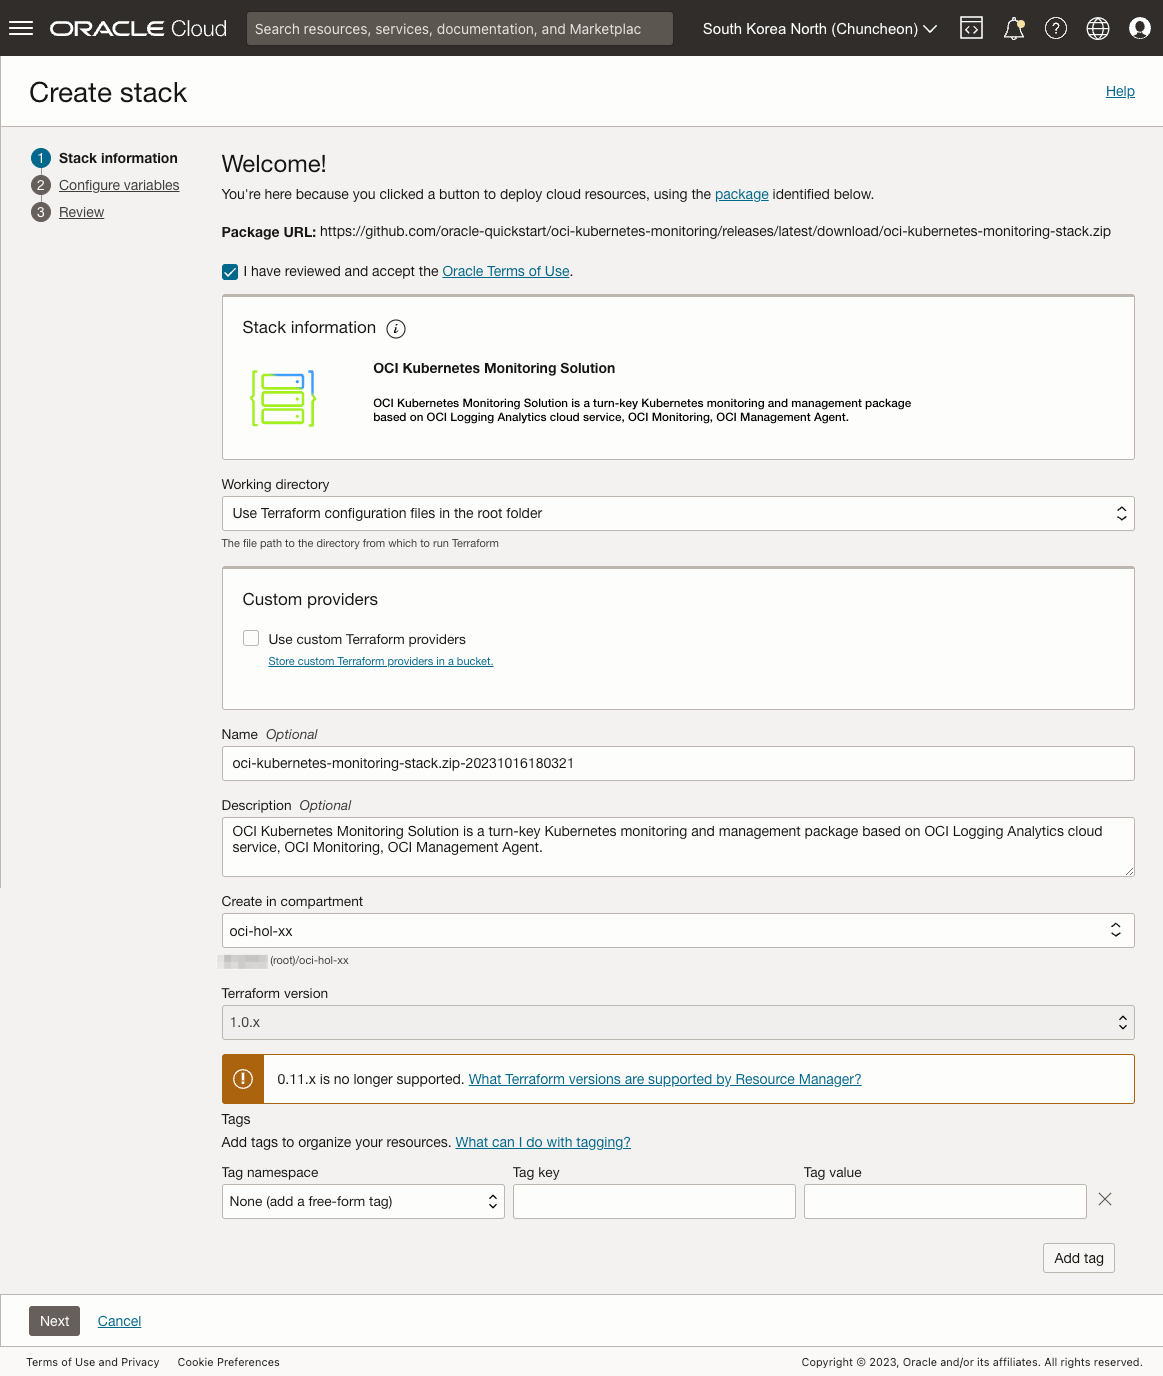 ORACLE Cloud
Search resources, services, documentation, and Marketplac
South Korea North (Chuncheon)
Create stack
Help
1 Stack information
2 Configure variables
3 Review
Welcome!
You're here because you clicked a button to deploy cloud resources, using the package identified below.
Package URL: https://github.com/oracle-quickstart/oci-kubernetes-monitoring/releases/latest/download/oci-kubernetes-monitoring-stack.zip
I have reviewed and accept the Oracle Terms of Use.
Stack information
OCI Kubernetes Monitoring Solution
OCI Kubernetes Monitoring Solution is a turn-key Kubernetes monitoring and management package
based on OCI Logging Analytics cloud service, OCI Monitoring, OCI Management Agent.
Working directory
Use Terraform configuration files in the root folder
The file path to the directory from which to run Terraform
Custom providers
Use custom Terraform providers
Store custom Terraform providers in a bucket.
Name Optional
oci-kubernetes-monitoring-stack.zip-20231016180321
Description Optional
OCI Kubernetes Monitoring Solution is a turn-key Kubernetes monitoring and management package based on OCI Logging Analytics cloud
service, OCI Monitoring, OCI Management Agent.
Create in compartment
oci-hol-xx
(root)/oci-hol-xx
Terraform version
1.0.x
0.11.x is no longer supported. What Terraform versions are supported by Resource Manager?
Tags
Add tags to organize your resources. What can I do with tagging?
Tag namespace
Tag key
Tag value
None (add a free-form tag)
Add tag
Next
Cancel
Terms of Use and Privacy
Cookie Preferences
Copyright © 2023, Oracle and/or its affiliates. All rights reserved.